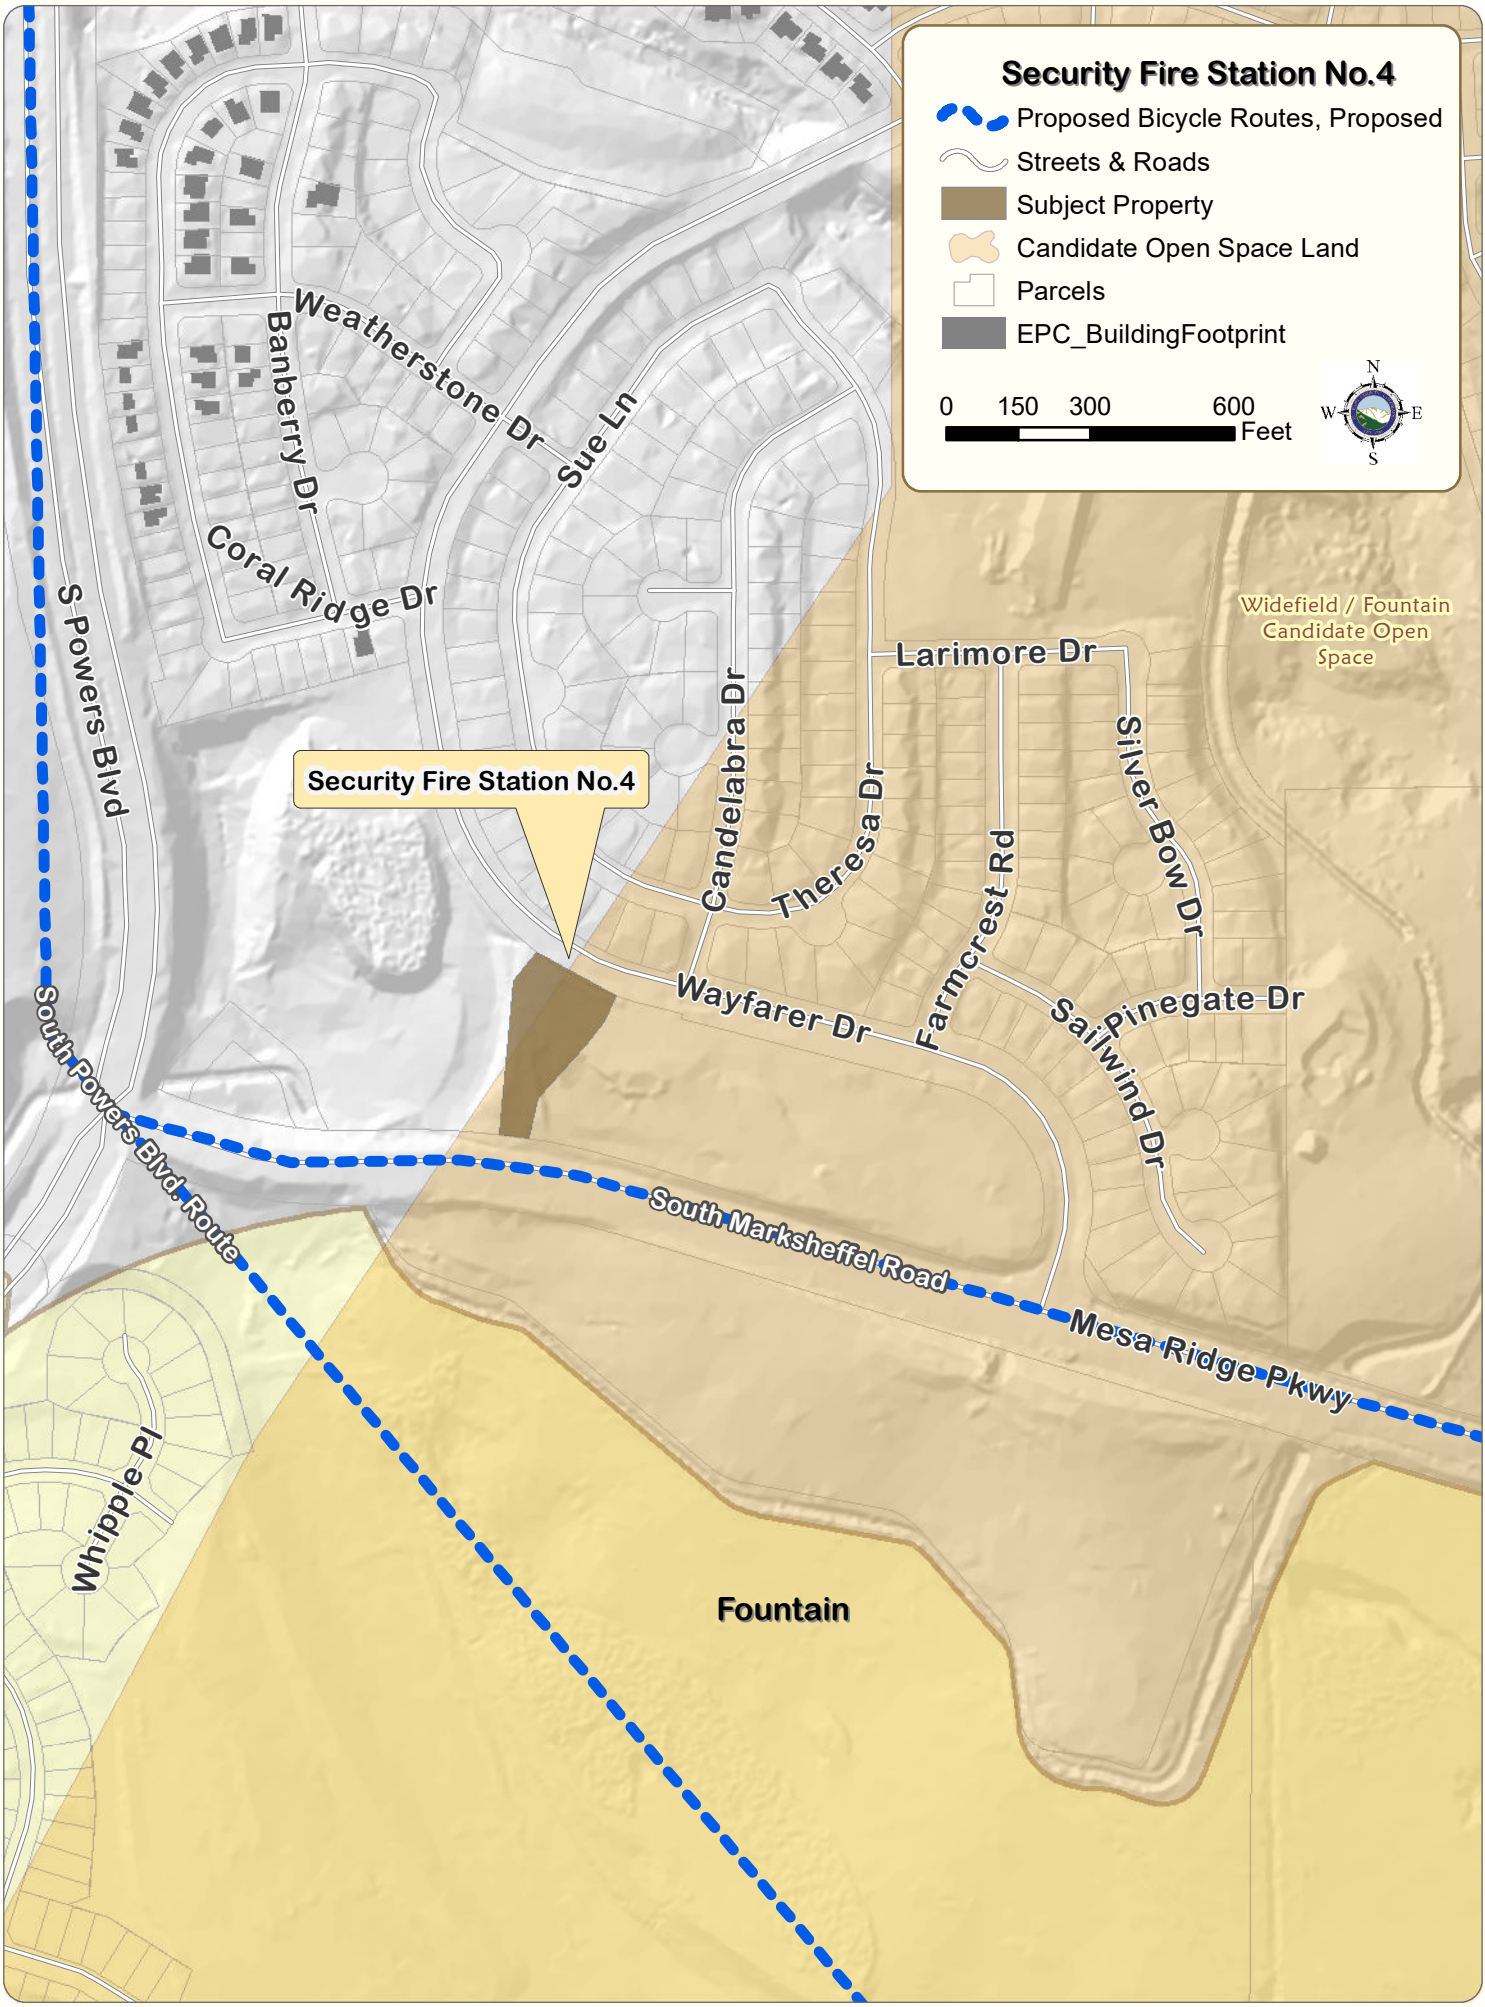 Security Fire Station No.4
Proposed Bicycle Routes, Proposed
Streets & Roads
Subject Property
Candidate Open Space Land
Parcels
EPC_BuildingFootprint
0 150 300 600
Feet
N
W E
S
Weatherstone Dr
Banberry Dr
Sue Ln
Coral Ridge Dr
S Powers Blvd
Widefield / Fountain
Candidate Open
Space
Larimore Dr
Candelabra Dr
Silver Bow Dr
Security Fire Station No.4
Theresa Dr
Farmcrest Rd
Wayfarer Dr
Pinegate Dr
Sailwind Dr
South Powers Blvd. Route
South Marksheffel Road
Mesa Ridge Pkwy
Whipple Pl
Fountain